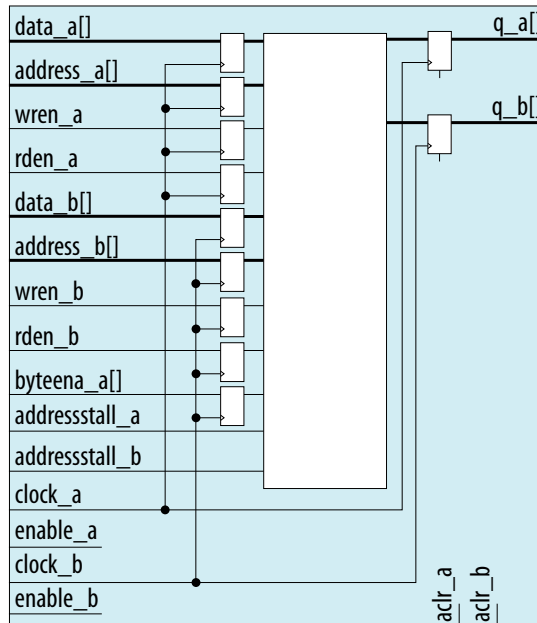 data_a[]
address_a[]
wren_a
rden_a
data_b[]
address_b[]
wren_b
rden_b
byteena_a[]
addressstall_a
addressstall_b
clock_a
enable_a
clock_b
enable_b
q_a[]
q_b[]
aclr_a
aclr_b